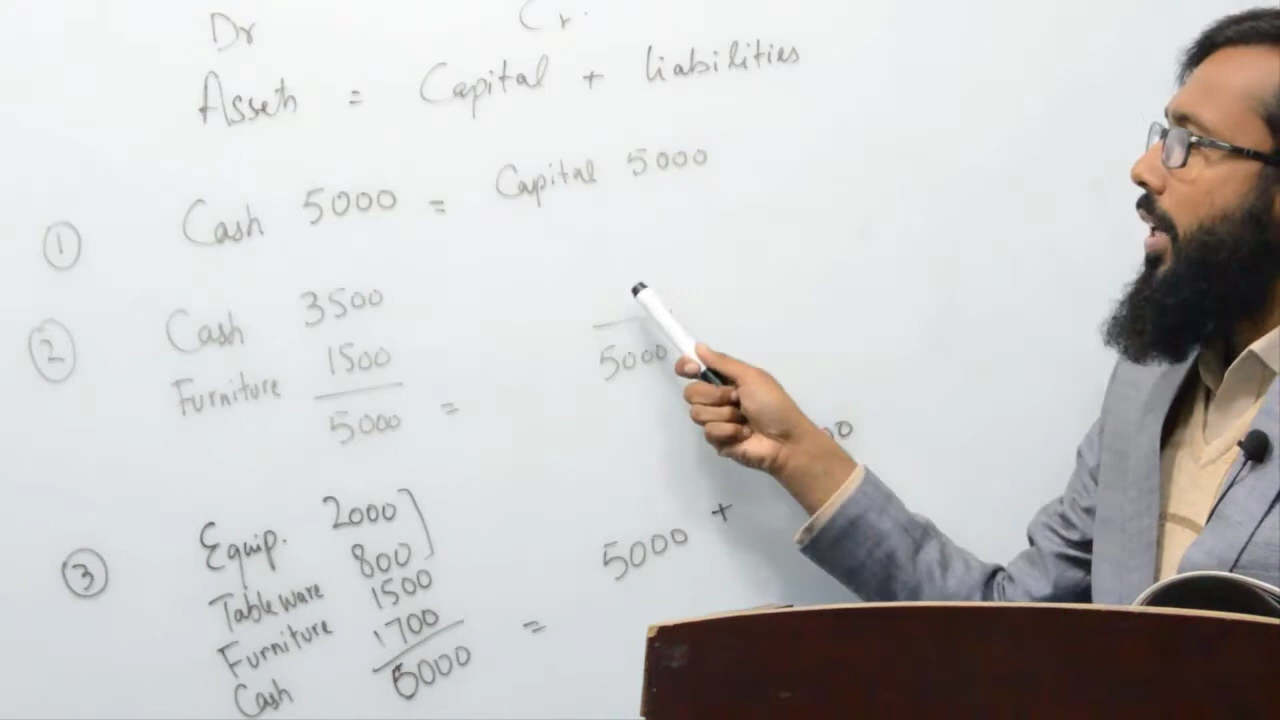 Dr Cr.
Assets = Capital + liabilities
① Cash 5000 = Capital 5000
② Cash 3500
Furniture 1500 5000
5000 =
③ Equip. 2000 5000 +
Tableware 800
Furniture 1500
Cash 1700
6000 =